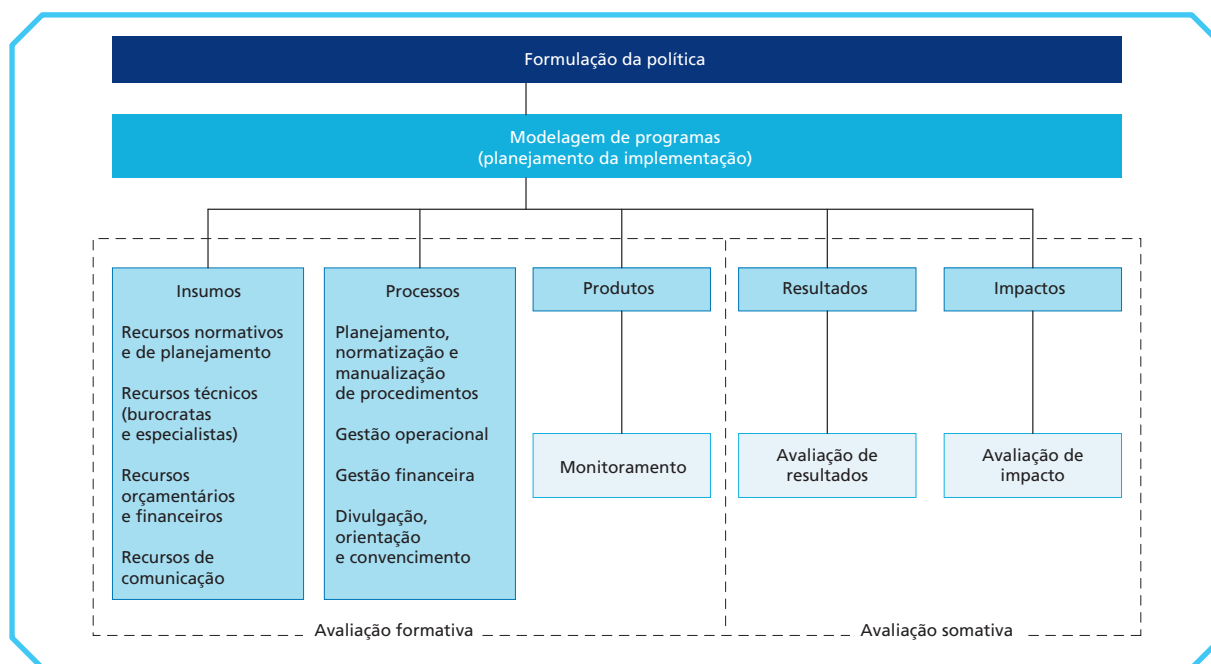 Formulação da política
Modelagem de programas
(planejamento da implementação)
Insumos
Recursos normativos
e de planejamento
Recursos técnicos
(burocratas
e especialistas)
Recursos
orçamentários
e financeiros
Recursos de
comunicação
Processos
Planejamento,
normatização e
manualização
de procedimentos
Gestão operacional
Gestão financeira
Divulgação,
orientação
e convencimento
Produtos
Monitoramento
Resultados
Avaliação de
resultados
Impactos
Avaliação de
impacto
Avaliação formativa
Avaliação somativa